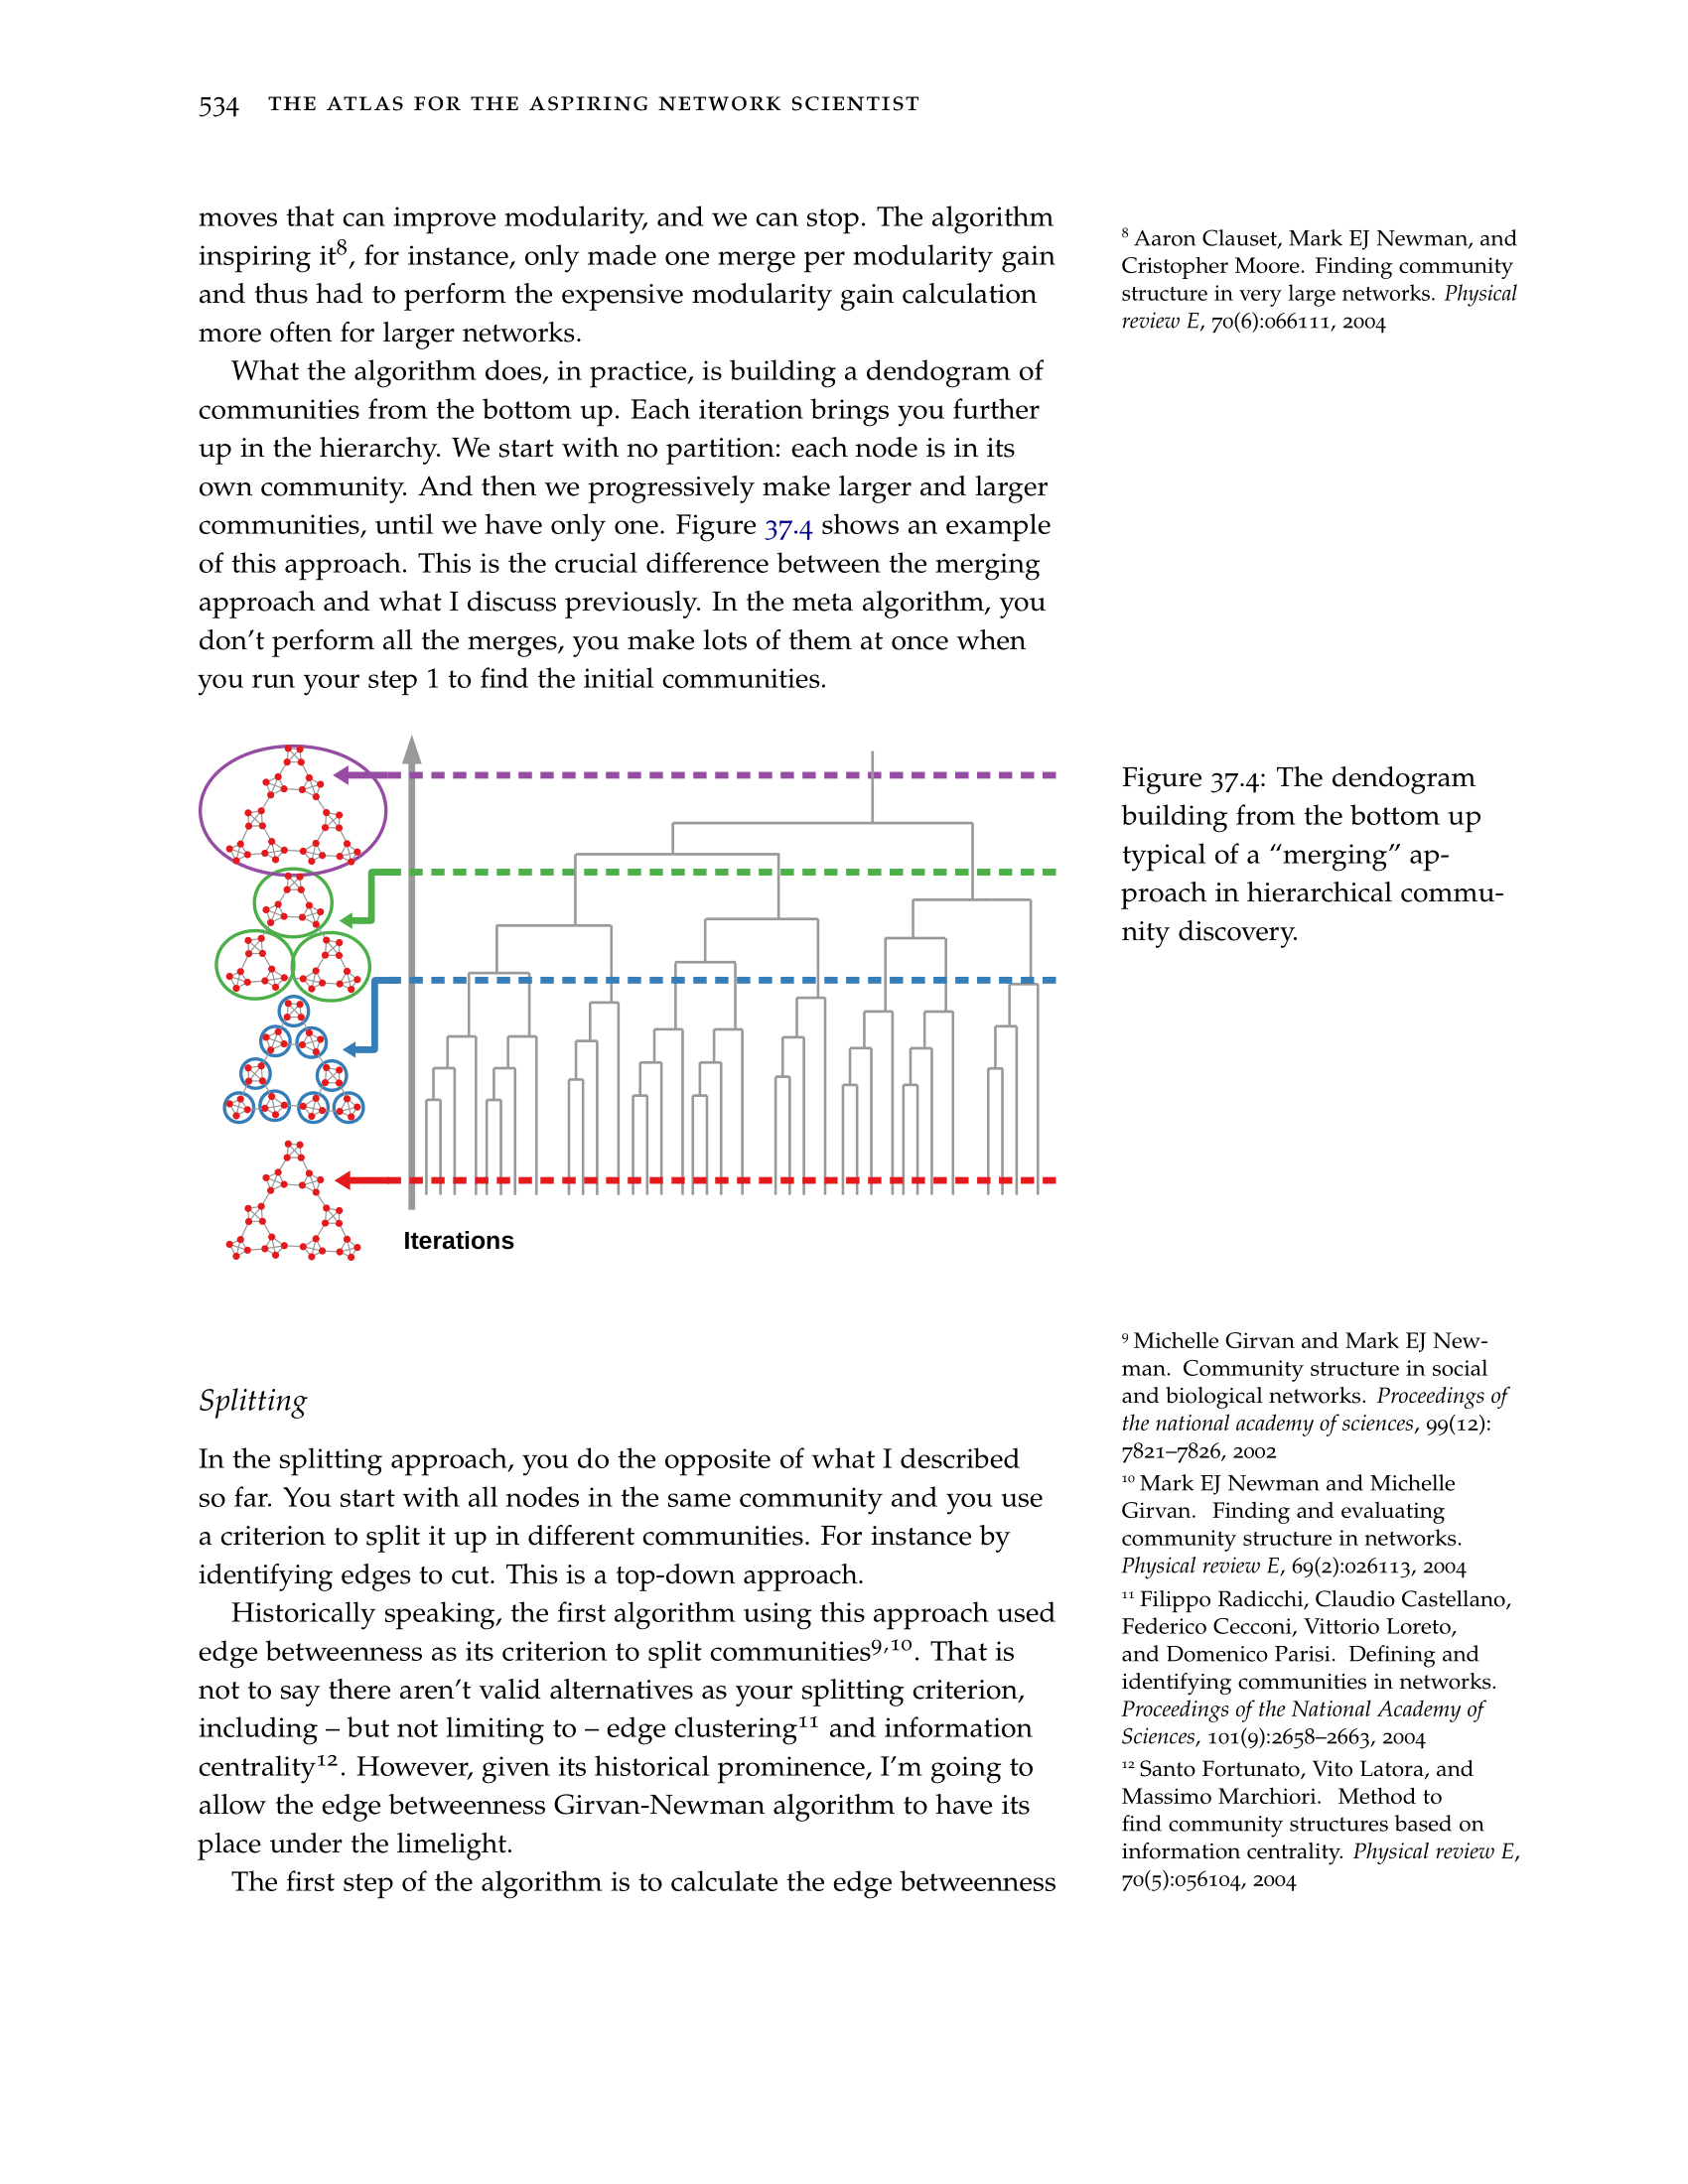 534 THE ATLAS FOR THE ASPIRING NETWORK SCIENTIST
moves that can improve modularity, and we can stop. The algorithm
inspiring it⁸, for instance, only made one merge per modularity gain
and thus had to perform the expensive modularity gain calculation
more often for larger networks.
What the algorithm does, in practice, is building a dendogram of
communities from the bottom up. Each iteration brings you further
up in the hierarchy. We start with no partition: each node is in its
own community. And then we progressively make larger and larger
communities, until we have only one. Figure 37.4 shows an example
of this approach. This is the crucial difference between the merging
approach and what I discuss previously. In the meta algorithm, you
don't perform all the merges, you make lots of them at once when
you run your step 1 to find the initial communities.
⁸ Aaron Clauset, Mark EJ Newman, and
Cristopher Moore. Finding community
structure in very large networks. Physical
review E, 70(6):066111, 2004
Iterations
Figure 37.4: The dendogram
building from the bottom up
typical of a “merging” ap-
proach in hierarchical commu-
nity discovery.
Splitting
In the splitting approach, you do the opposite of what I described
so far. You start with all nodes in the same community and you use
a criterion to split it up in different communities. For instance by
identifying edges to cut. This is a top-down approach.
Historically speaking, the first algorithm using this approach used
edge betweenness as its criterion to split communities⁹,¹⁰. That is
not to say there aren't valid alternatives as your splitting criterion,
including – but not limiting to – edge clustering¹¹ and information
centrality¹². However, given its historical prominence, I'm going to
allow the edge betweenness Girvan-Newman algorithm to have its
place under the limelight.
The first step of the algorithm is to calculate the edge betweenness
⁹ Michelle Girvan and Mark EJ New-
man. Community structure in social
and biological networks. Proceedings of
the national academy of sciences, 99(12):
7821–7826, 2002
¹⁰ Mark EJ Newman and Michelle
Girvan. Finding and evaluating
community structure in networks.
Physical review E, 69(2):026113, 2004
¹¹ Filippo Radicchi, Claudio Castellano,
Federico Cecconi, Vittorio Loreto,
and Domenico Parisi. Defining and
identifying communities in networks.
Proceedings of the National Academy of
Sciences, 101(9):2658–2663, 2004
¹² Santo Fortunato, Vito Latora, and
Massimo Marchiori. Method to
find community structures based on
information centrality. Physical review E,
70(5):056104, 2004